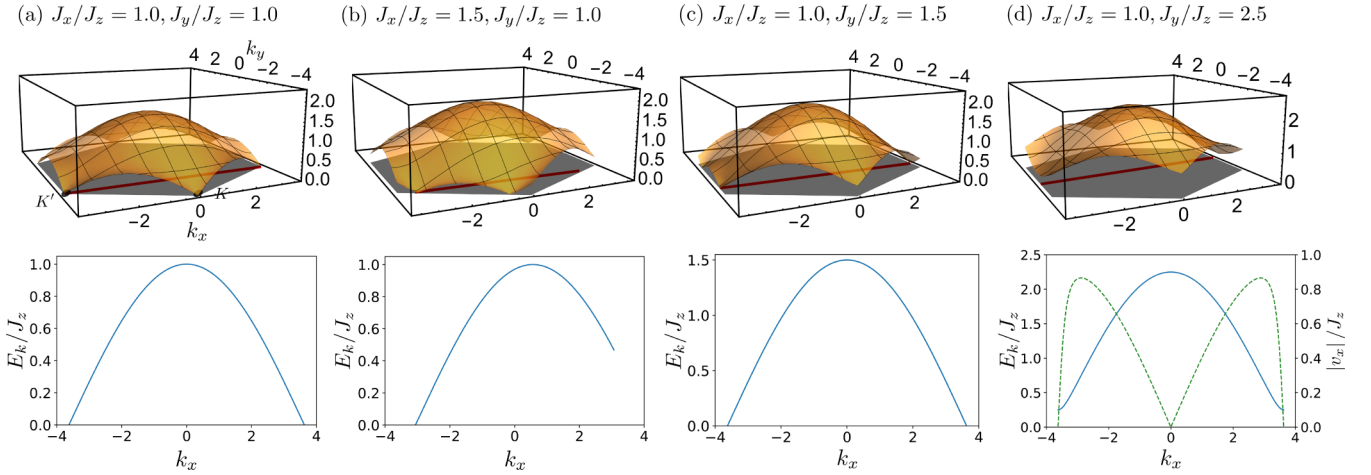 (a) J_x/J_z = 1.0, J_y/J_z = 1.0
4 2 0 −2 −4
k_y
2.0
1.5
1.0
0.5
0.0
K′
K
−2 0 2
k_x
1.0
0.8
0.6
0.4
0.2
0.0
E_k/J_z
−4 −2 0 2 4
k_x
(b) J_x/J_z = 1.5, J_y/J_z = 1.0
4 2 0 −2 −4
2.0
1.5
1.0
0.5
0.0
−2 0 2
1.0
0.8
0.6
0.4
0.2
0.0
E_k/J_z
−4 −2 0 2 4
k_x
(c) J_x/J_z = 1.0, J_y/J_z = 1.5
4 2 0 −2 −4
2.0
1.5
1.0
0.5
0.0
−2 0 2
1.5
1.0
0.5
0.0
E_k/J_z
−4 −2 0 2 4
k_x
(d) J_x/J_z = 1.0, J_y/J_z = 2.5
4 2 0 −2 −4
2
1
0
−2 0 2
2.5
2.0
1.5
1.0
0.5
0.0
E_k/J_z
1.0
0.8
0.6
0.4
0.2
0.0
|v_x|/J_z
−4 −2 0 2 4
k_x